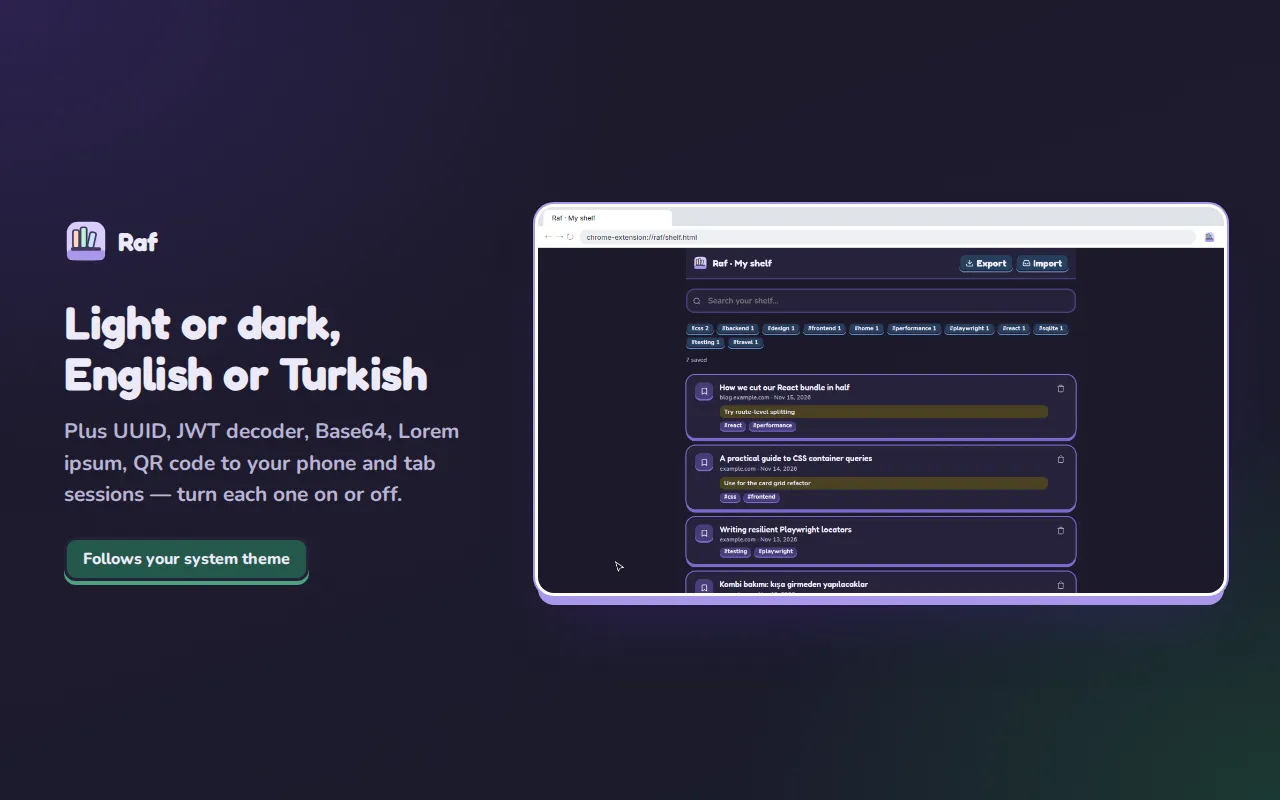 Raf
Light or dark,
English or Turkish
Plus UUID, JWT decoder, Base64, Lorem
ipsum, QR code to your phone and tab
sessions — turn each one on or off.
Follows your system theme
Raf · My shelf
chrome-extension://raf/shelf.html
Raf · My shelf
Export
Import
Search your shelf...
#css 2 #backend 1 #design 1 #frontend 1 #home 1 #performance 1 #playwright 1 #react 1 #sqlite 1
#testing 1 #travel 1
7 saved
How we cut our React bundle in half
blog.example.com · Nov 15, 2026
Try route-level splitting
#react #performance
A practical guide to CSS container queries
example.com · Nov 14, 2026
Use for the card grid refactor
#css #frontend
Writing resilient Playwright locators
example.com · Nov 13, 2026
#testing #playwright
Kombi bakımı: kışa girmeden yapılacaklar